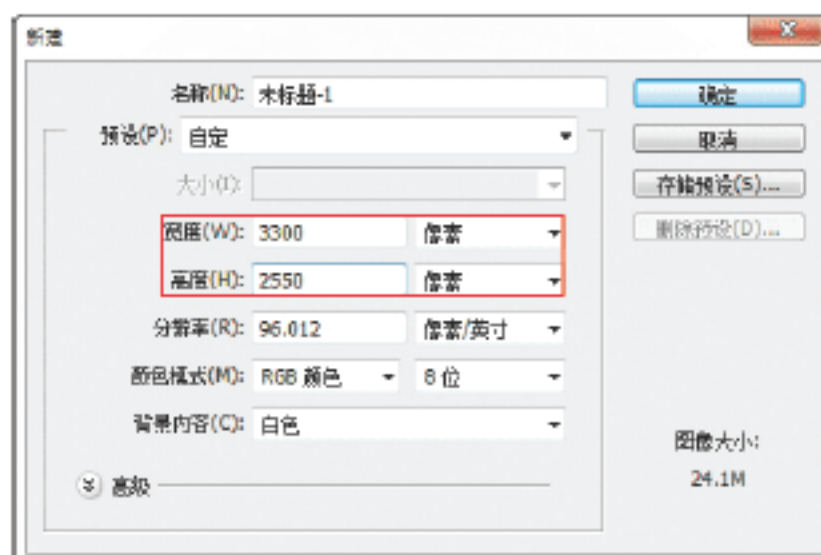 新建
名称(N): 未标题-1
确定
预设(P): 自定
取消
大小(I):
存储预设(S)...
宽度(W): 3300 像素
删除预设(D)...
高度(H): 2550 像素
分辨率(R): 96.012 像素/英寸
颜色模式(M): RGB 颜色 8 位
背景内容(C): 白色
图像大小:
高级
24.1M